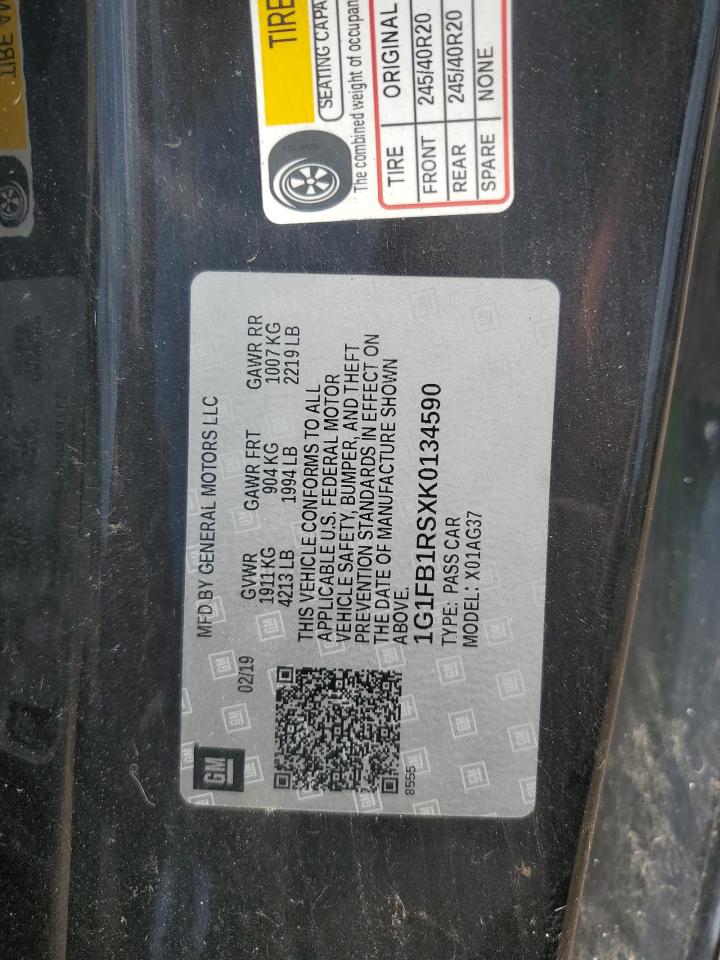 GM
MFD BY GENERAL MOTORS LLC
02/19
GVWR GAWR FRT GAWR RR
1911KG 904 KG 1007 KG
4213 LB 1994 LB 2219 LB
THIS VEHICLE CONFORMS TO ALL
APPLICABLE U.S. FEDERAL MOTOR
VEHICLE SAFETY, BUMPER, AND THEFT
PREVENTION STANDARDS IN EFFECT ON
THE DATE OF MANUFACTURE SHOWN
ABOVE.
1G1FB1RSXK0134590
TYPE: PASS CAR
MODEL: X01AG37
8555
TIRE
SEATING CAPA
The combined weight of occupan
TIRE ORIGINAL
FRONT 245/40R20
REAR 245/40R20
SPARE NONE
TIRE